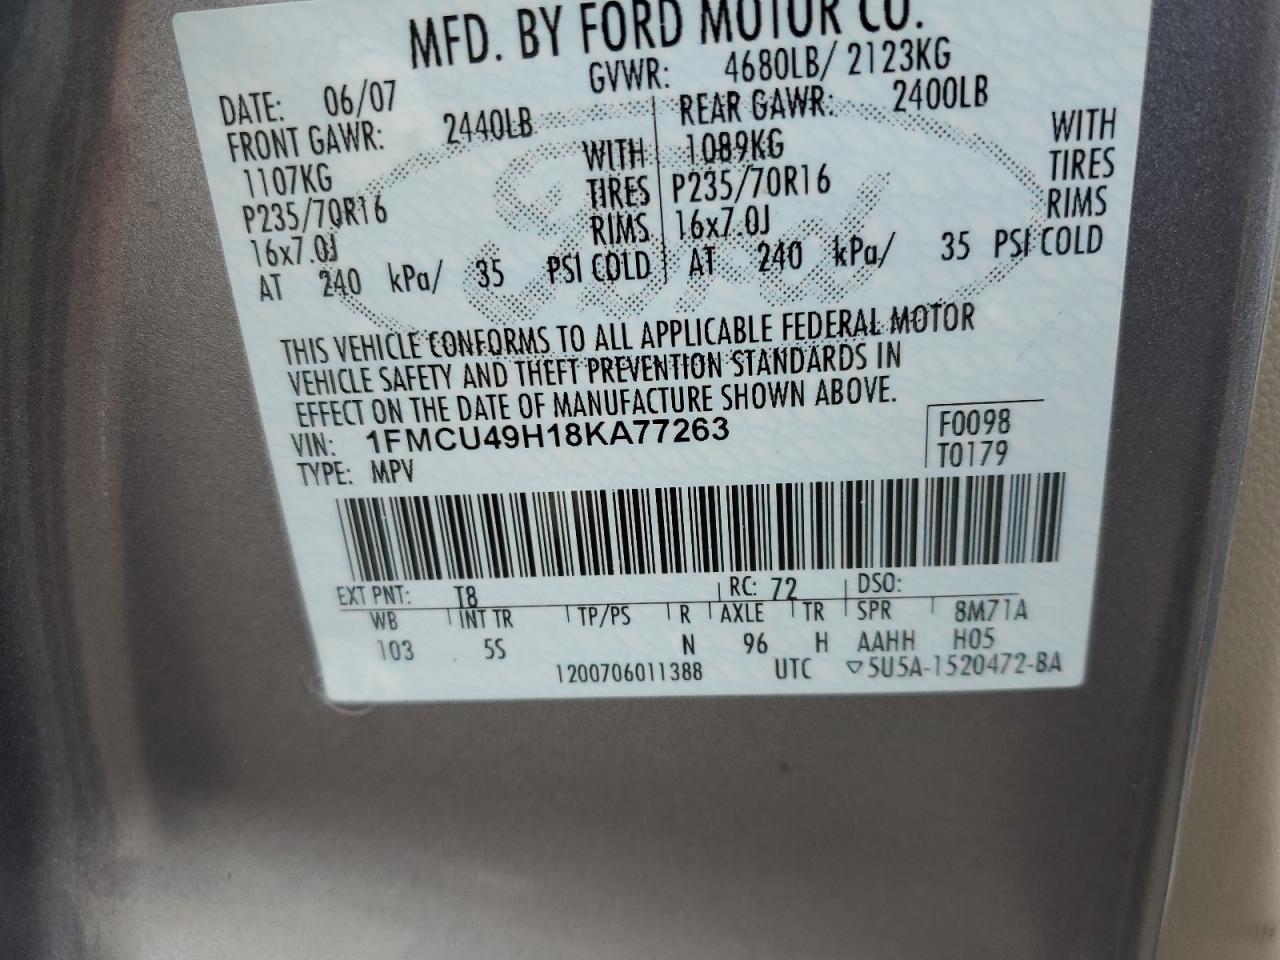 MFD. BY FORD MOTOR CO.
DATE: 06/07 GVWR: 4680LB/ 2123KG
FRONT GAWR: 2440LB REAR GAWR: 2400LB
1107KG WITH 1089KG WITH
P235/70R16 TIRES P235/70R16 TIRES
16x7.0J RIMS 16x7.0J RIMS
AT 240 kPa/ 35 PSI COLD AT 240 kPa/ 35 PSI COLD
THIS VEHICLE CONFORMS TO ALL APPLICABLE FEDERAL MOTOR
VEHICLE SAFETY AND THEFT PREVENTION STANDARDS IN
EFFECT ON THE DATE OF MANUFACTURE SHOWN ABOVE.
VIN: 1FMCU49H18KA77263 F0098
TYPE: MPV T0179
EXT PNT: T8 RC: 72 DSO:
WB INT TR TP/PS R AXLE TR SPR 8M71A
103 5S N 96 H AAHH H05
1200706011388 UTC ▽5U5A-1520472-BA